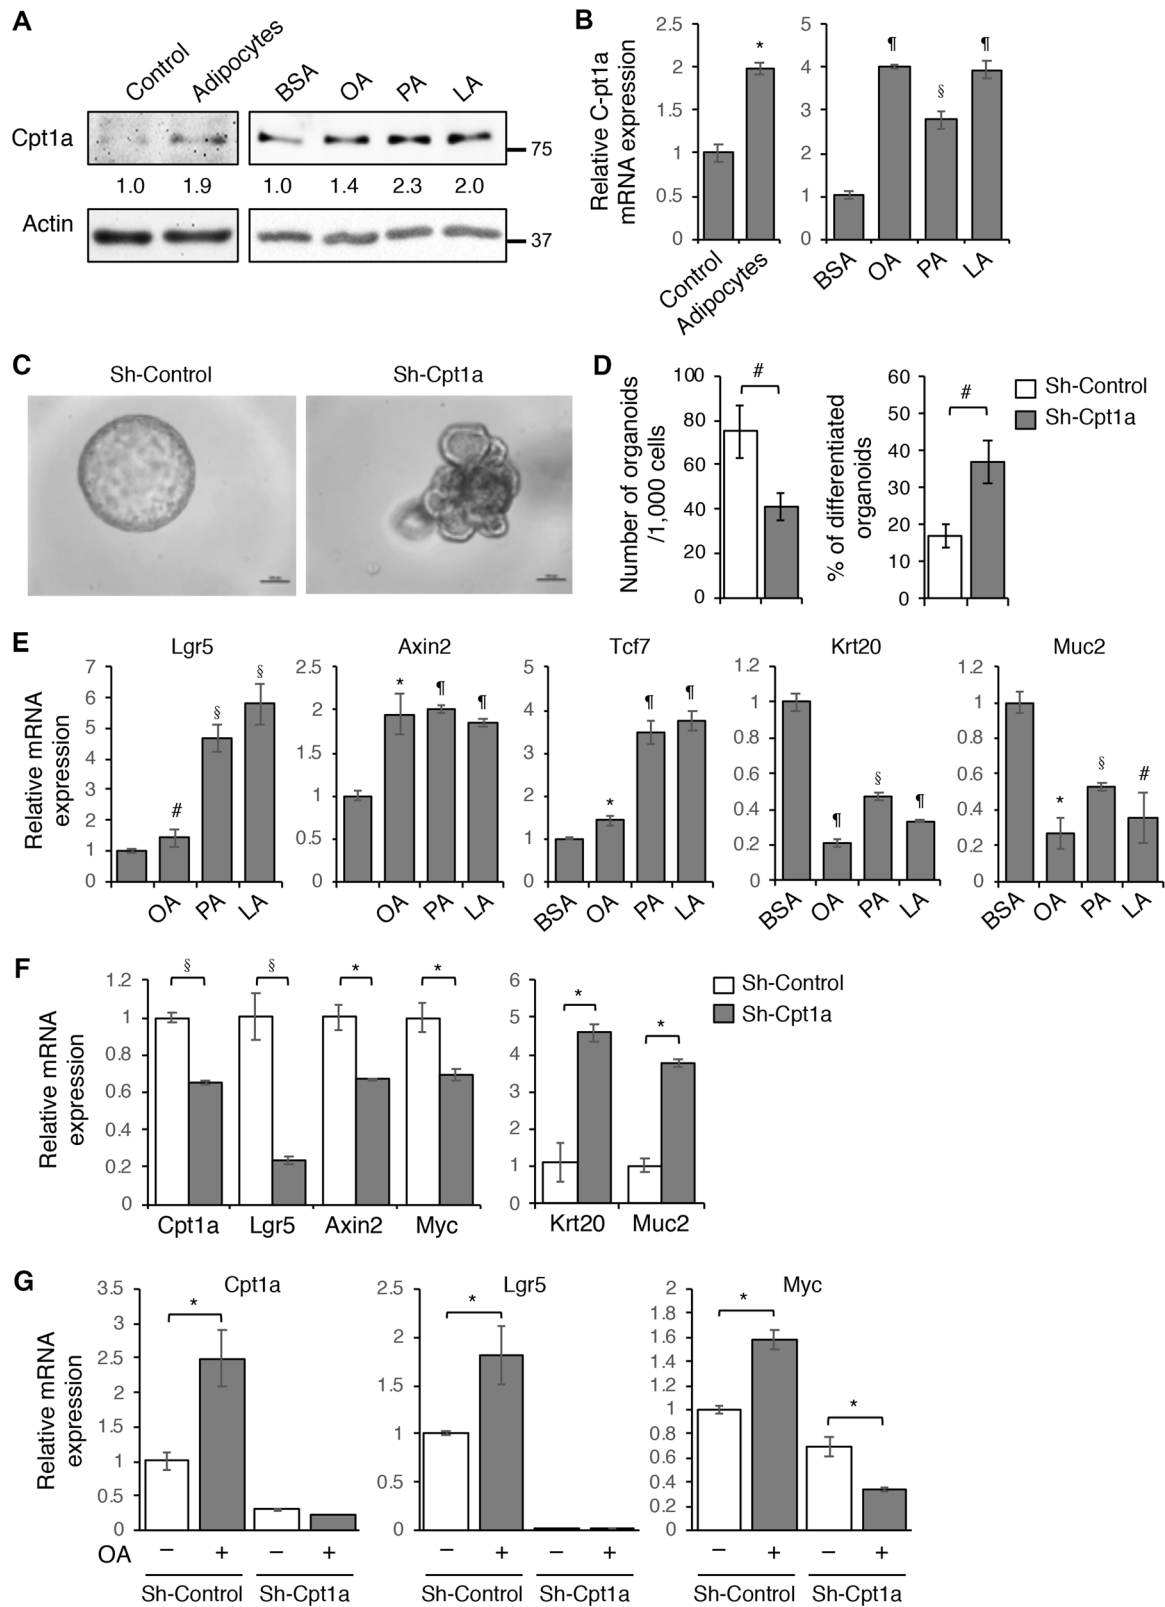 A
Control
Adipocytes
BSA
OA
PA
LA
Cpt1a
75
1.0 1.9 1.0 1.4 2.3 2.0
Actin
37
B
Relative C-pt1a
mRNA expression
2.5
2
1.5
1
0.5
0
*
Control
Adipocytes
5
4
3
2
1
0
¶ § ¶
BSA
OA
PA
LA
C
Sh-Control
Sh-Cpt1a
D
Number of organoids
/1,000 cells
100
80
60
40
20
0
#
% of differentiated
organoids
60
50
40
30
20
10
0
#
Sh-Control
Sh-Cpt1a
E
Relative mRNA
expression
Lgr5
7
6
5
4
3
2
1
0
# § §
OA
PA
LA
Axin2
2.5
2
1.5
1
0.5
0
* ¶ ¶
OA
PA
LA
Tcf7
5
4
3
2
1
0
* ¶ ¶
BSA
OA
PA
LA
Krt20
1.2
1
0.8
0.6
0.4
0.2
0
¶ § ¶
BSA
OA
PA
LA
Muc2
1.2
1
0.8
0.6
0.4
0.2
0
* § #
BSA
OA
PA
LA
F
Relative mRNA
expression
1.2
1
0.8
0.6
0.4
0.2
0
§ § * *
Cpt1a Lgr5 Axin2 Myc
6
5
4
3
2
1
0
* *
Krt20 Muc2
Sh-Control
Sh-Cpt1a
G
Relative mRNA
expression
Cpt1a
3.5
3
2.5
2
1.5
1
0.5
0
*
OA − + − +
Sh-Control Sh-Cpt1a
Lgr5
2.5
2
1.5
1
0.5
0
*
− + − +
Sh-Control Sh-Cpt1a
Myc
2
1.8
1.6
1.4
1.2
1
0.8
0.6
0.4
0.2
0
* *
− + − +
Sh-Control Sh-Cpt1a